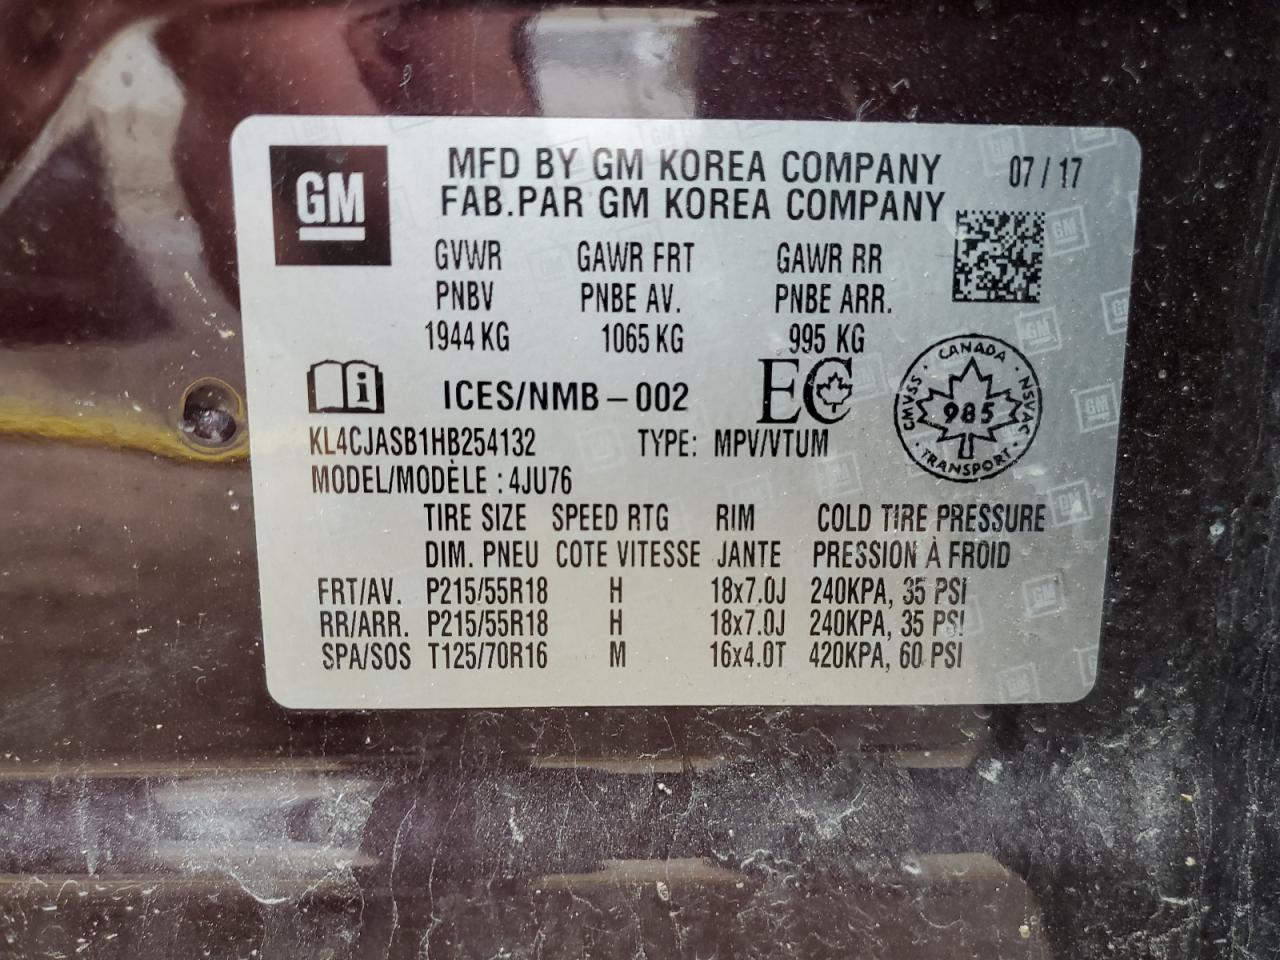 GM
MFD BY GM KOREA COMPANY 07 / 17
FAB.PAR GM KOREA COMPANY
GVWR GAWR FRT GAWR RR
PNBV PNBE AV. PNBE ARR.
1944 KG 1065 KG 995 KG
ICES/NMB - 002 EC
CANADA
CMVSS 985 NSVAC
TRANSPORT
KL4CJASB1HB254132 TYPE: MPV/VTUM
MODEL/MODÈLE : 4JU76
TIRE SIZE SPEED RTG RIM COLD TIRE PRESSURE
DIM. PNEU COTE VITESSE JANTE PRESSION À FROID
FRT/AV. P215/55R18 H 18x7.0J 240KPA, 35 PSI
RR/ARR. P215/55R18 H 18x7.0J 240KPA, 35 PSI
SPA/SOS T125/70R16 M 16x4.0T 420KPA, 60 PSI